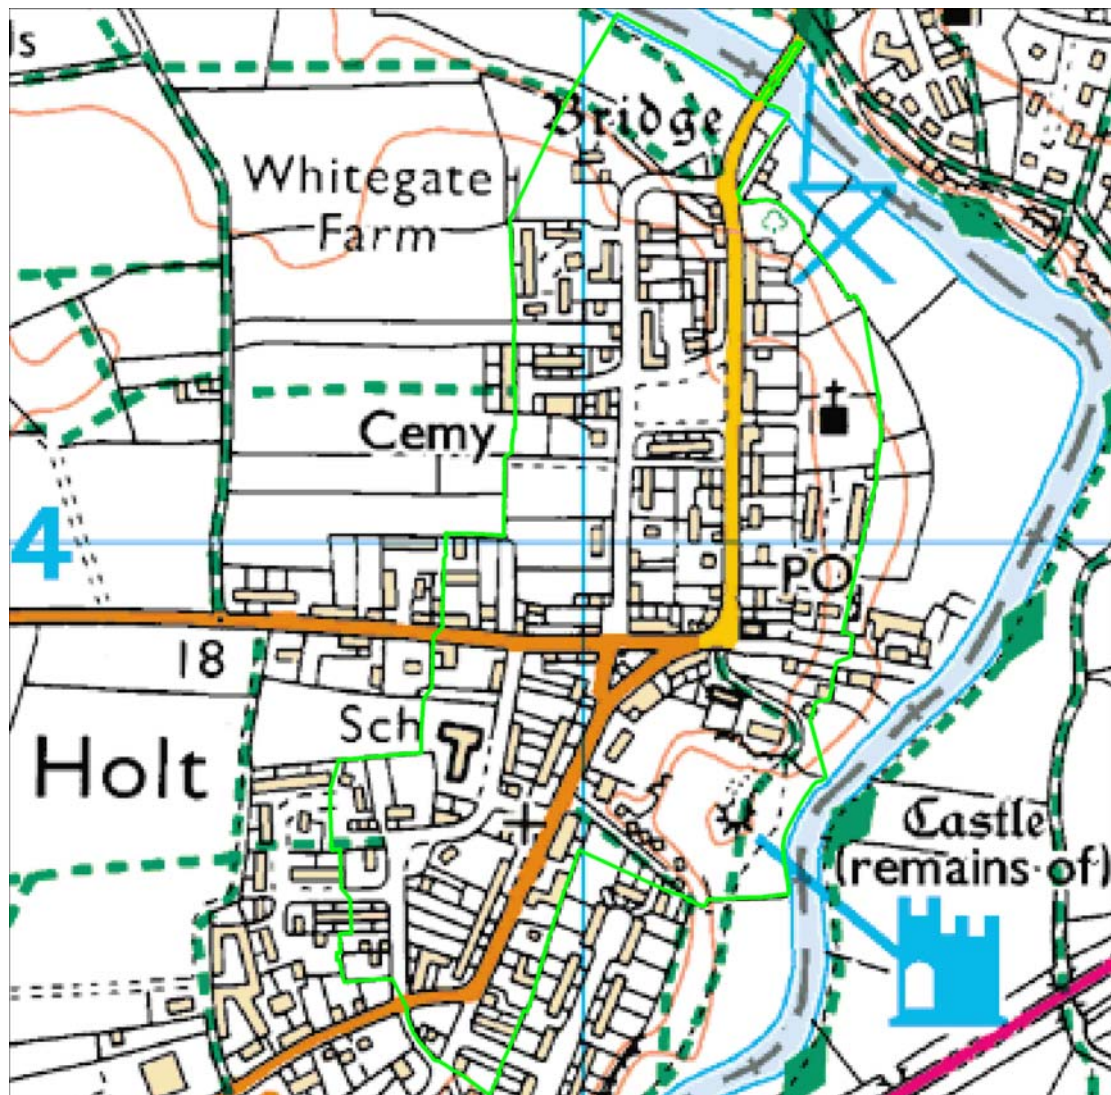 ls
Bridge
Whitegate
Farm
Cemy
4
PO
18
Sch
Holt
Castle
(remains of)